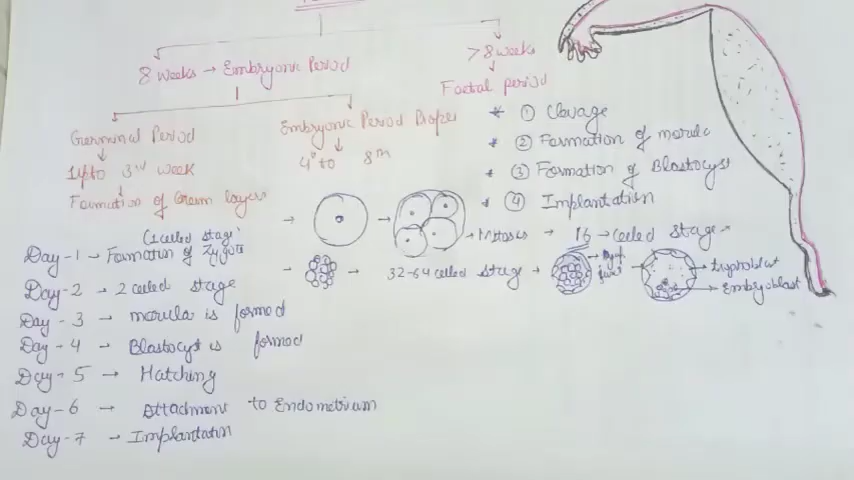 8 weeks → Embryonic Period
>8 weeks
Foetal period
Germinal Period
upto 3rd week
Formation of Germ layers
Embryonic Period Proper
4th to 8th
* ① Clavage
* ② Formation of morula
* ③ Formation of Blastocyst
* ④ Implantation
(1 celled stage)
→ Mitosis → 16 → celled stage
→ 32-64 celled stage →
Tryphoblast
Embryoblast
Day-1 → Formation of Zygote
Day-2 → 2 celled stage
Day-3 → morula is formed
Day-4 → Blastocyst is formed
Day-5 → Hatching
Day-6 → Attachment to Endometrium
Day-7 → Implantatin